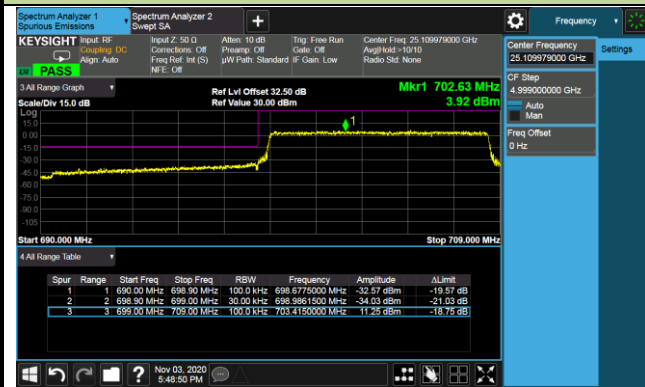 Spectrum Analyzer 1
Spurious Emissions
Spectrum Analyzer 2
Swept SA
Frequency
KEYSIGHT
Input: RF
Coupling: DC
Align: Auto
Input Z: 50 Ω
Corrections: Off
Freq Ref: Int (S)
NFE: Off
Atten: 10 dB
Preamp: Off
µW Path: Standard
Trig: Free Run
Gate: Off
IF Gain: Low
Center Freq: 25.109979000 GHz
Avg|Hold:>10/10
Radio Std: None
PASS
3 All Range Graph
Scale/Div 15.0 dB
Ref Lvl Offset 32.50 dB
Ref Value 30.00 dBm
Mkr1 702.63 MHz
3.92 dBm
Log
15.0
0.00
-15.0
-30.0
-45.0
-60.0
-75.0
-90.0
-105
1
Start 690.000 MHz
Stop 709.000 MHz
4 All Range Table
Spur Range Start Freq Stop Freq RBW Frequency Amplitude ΔLimit
1 1 690.00 MHz 698.90 MHz 100.0 kHz 698.6775000 MHz -32.57 dBm -19.57 dB
2 2 698.90 MHz 699.00 MHz 30.00 kHz 698.9861500 MHz -34.03 dBm -21.03 dB
3 3 699.00 MHz 709.00 MHz 100.0 kHz 703.4150000 MHz 11.25 dBm -18.75 dB
Nov 03, 2020
5:48:50 PM
Center Frequency
25.109979000 GHz
CF Step
4.999000000 GHz
Auto
Man
Freq Offset
0 Hz
Settings